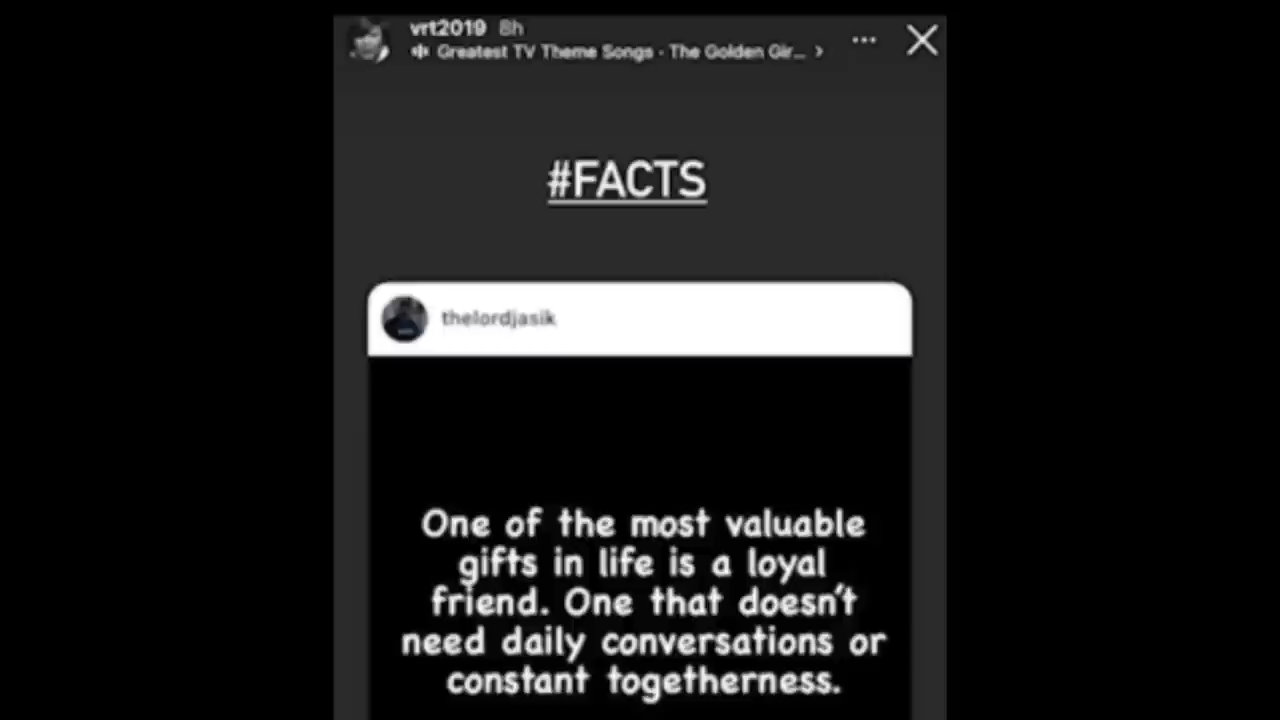 vrt2019 8h
Greatest TV Theme Songs · The Golden Gir... >
#FACTS
thelordjasik
One of the most valuable
gifts in life is a loyal
friend. One that doesn't
need daily conversations or
constant togetherness.